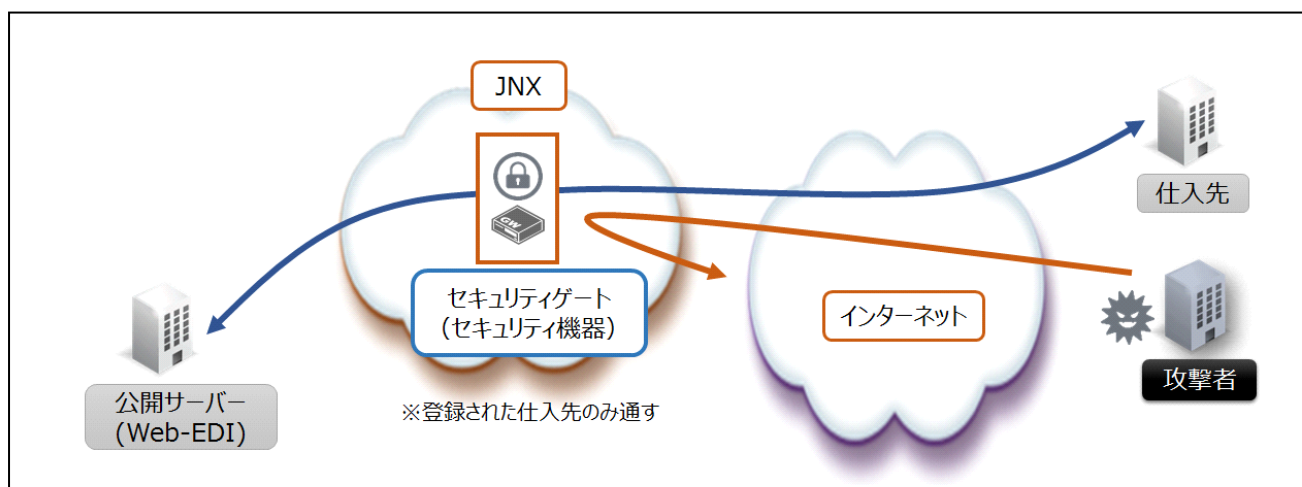 JNX
GW
セキュリティゲート
(セキュリティ機器)
※登録された仕入先のみ通す
公開サーバー
(Web-EDI)
インターネット
仕入先
攻撃者